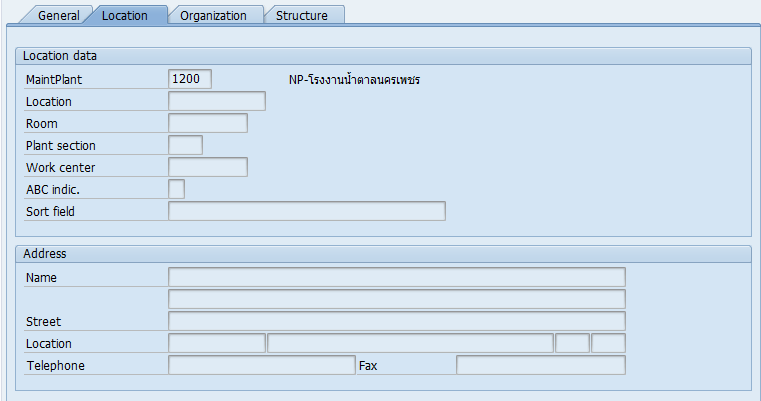 General Location Organization Structure
Location data
MaintPlant 1200 NP-โรงงานน้ำตาลนครเพชร
Location
Room
Plant section
Work center
ABC indic.
Sort field
Address
Name
Street
Location
Telephone Fax